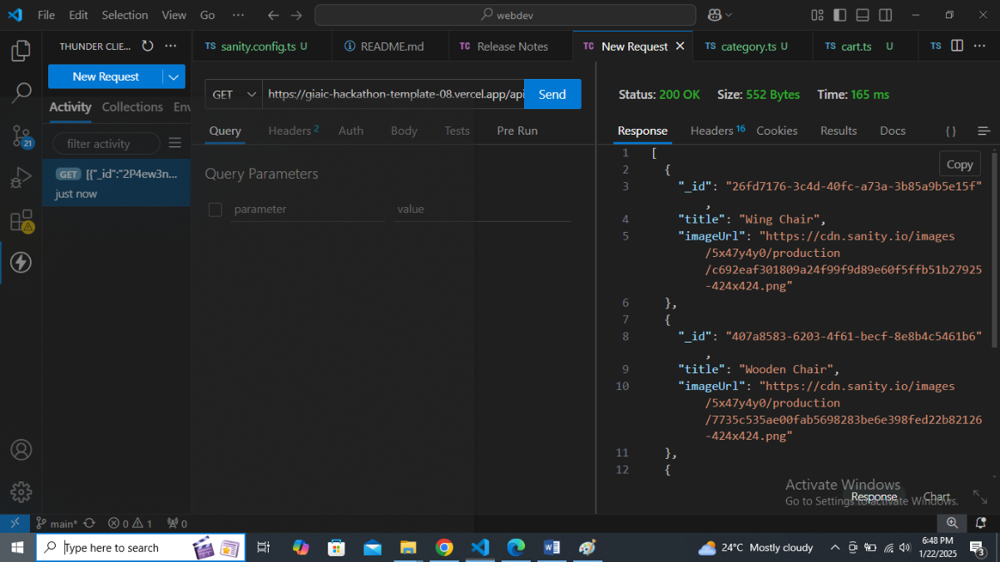 File Edit Selection View Go ··· webdev
THUNDER CLIE... ···
TS sanity.config.ts U
README.md
TC Release Notes
TC New Request
TS category.ts U
TS cart.ts U
TS ···
New Request
GET https://giaic-hackathon-template-08.vercel.app/api Send
Status: 200 OK Size: 552 Bytes Time: 165 ms
Activity Collections Env
Query Headers 2 Auth Body Tests Pre Run
Response Headers 16 Cookies Results Docs { }
filter activity
GET [{"_id":"2P4ew3n...
just now
21
Query Parameters
parameter value
Copy
1 [
2 {
3 "_id": "26fd7176-3c4d-40fc-a73a-3b85a9b5e15f"
,
4 "title": "Wing Chair",
5 "imageUrl": "https://cdn.sanity.io/images
/5x47y4y0/production
/c692eaf301809a24f99f9d89e60f5ffb51b27925
-424x424.png"
6 },
7 {
8 "_id": "407a8583-6203-4f61-becf-8e8b4c5461b6"
,
9 "title": "Wooden Chair",
10 "imageUrl": "https://cdn.sanity.io/images
/5x47y4y0/production
/7735c535ae00fab5698283be6e398fed22b82126
-424x424.png"
11 },
12 {
Activate Windows
Go to Settings to activate Windows.
Response Chart
main* 0 1 0
Type here to search
24°C Mostly cloudy
6:48 PM
1/22/2025
3